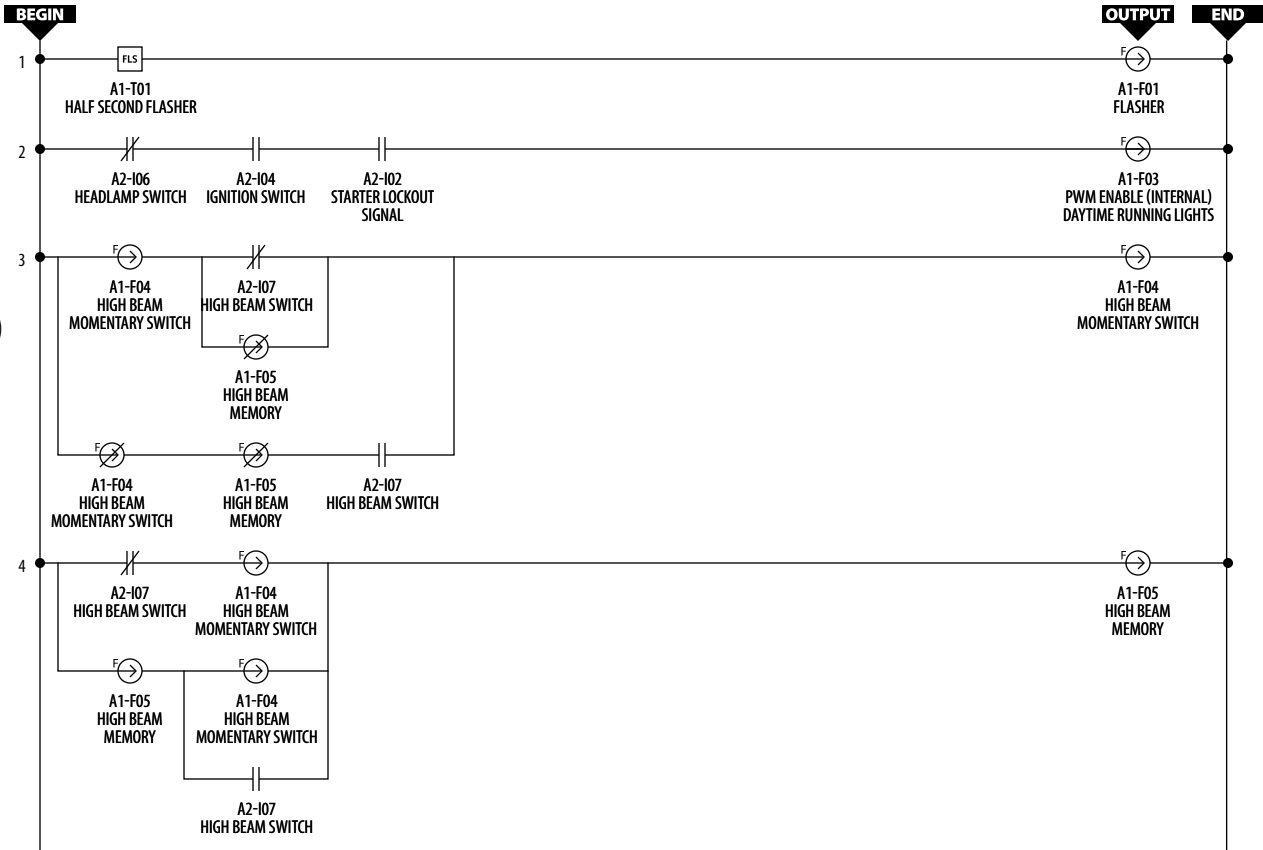 BEGIN
OUTPUT
END
1
FLS
F
A1-T01
HALF SECOND FLASHER
A1-F01
FLASHER
2
F
A2-I06
HEADLAMP SWITCH
A2-I04
IGNITION SWITCH
A2-I02
STARTER LOCKOUT
SIGNAL
A1-F03
PWM ENABLE (INTERNAL)
DAYTIME RUNNING LIGHTS
3
F
F
A1-F04
HIGH BEAM
MOMENTARY SWITCH
A2-I07
HIGH BEAM SWITCH
A1-F04
HIGH BEAM
MOMENTARY SWITCH
F
A1-F05
HIGH BEAM
MEMORY
F
F
A1-F04
HIGH BEAM
MOMENTARY SWITCH
A1-F05
HIGH BEAM
MEMORY
A2-I07
HIGH BEAM SWITCH
4
F
F
A2-I07
HIGH BEAM SWITCH
A1-F04
HIGH BEAM
MOMENTARY SWITCH
A1-F05
HIGH BEAM
MEMORY
F
F
A1-F05
HIGH BEAM
MEMORY
A1-F04
HIGH BEAM
MOMENTARY SWITCH
A2-I07
HIGH BEAM SWITCH